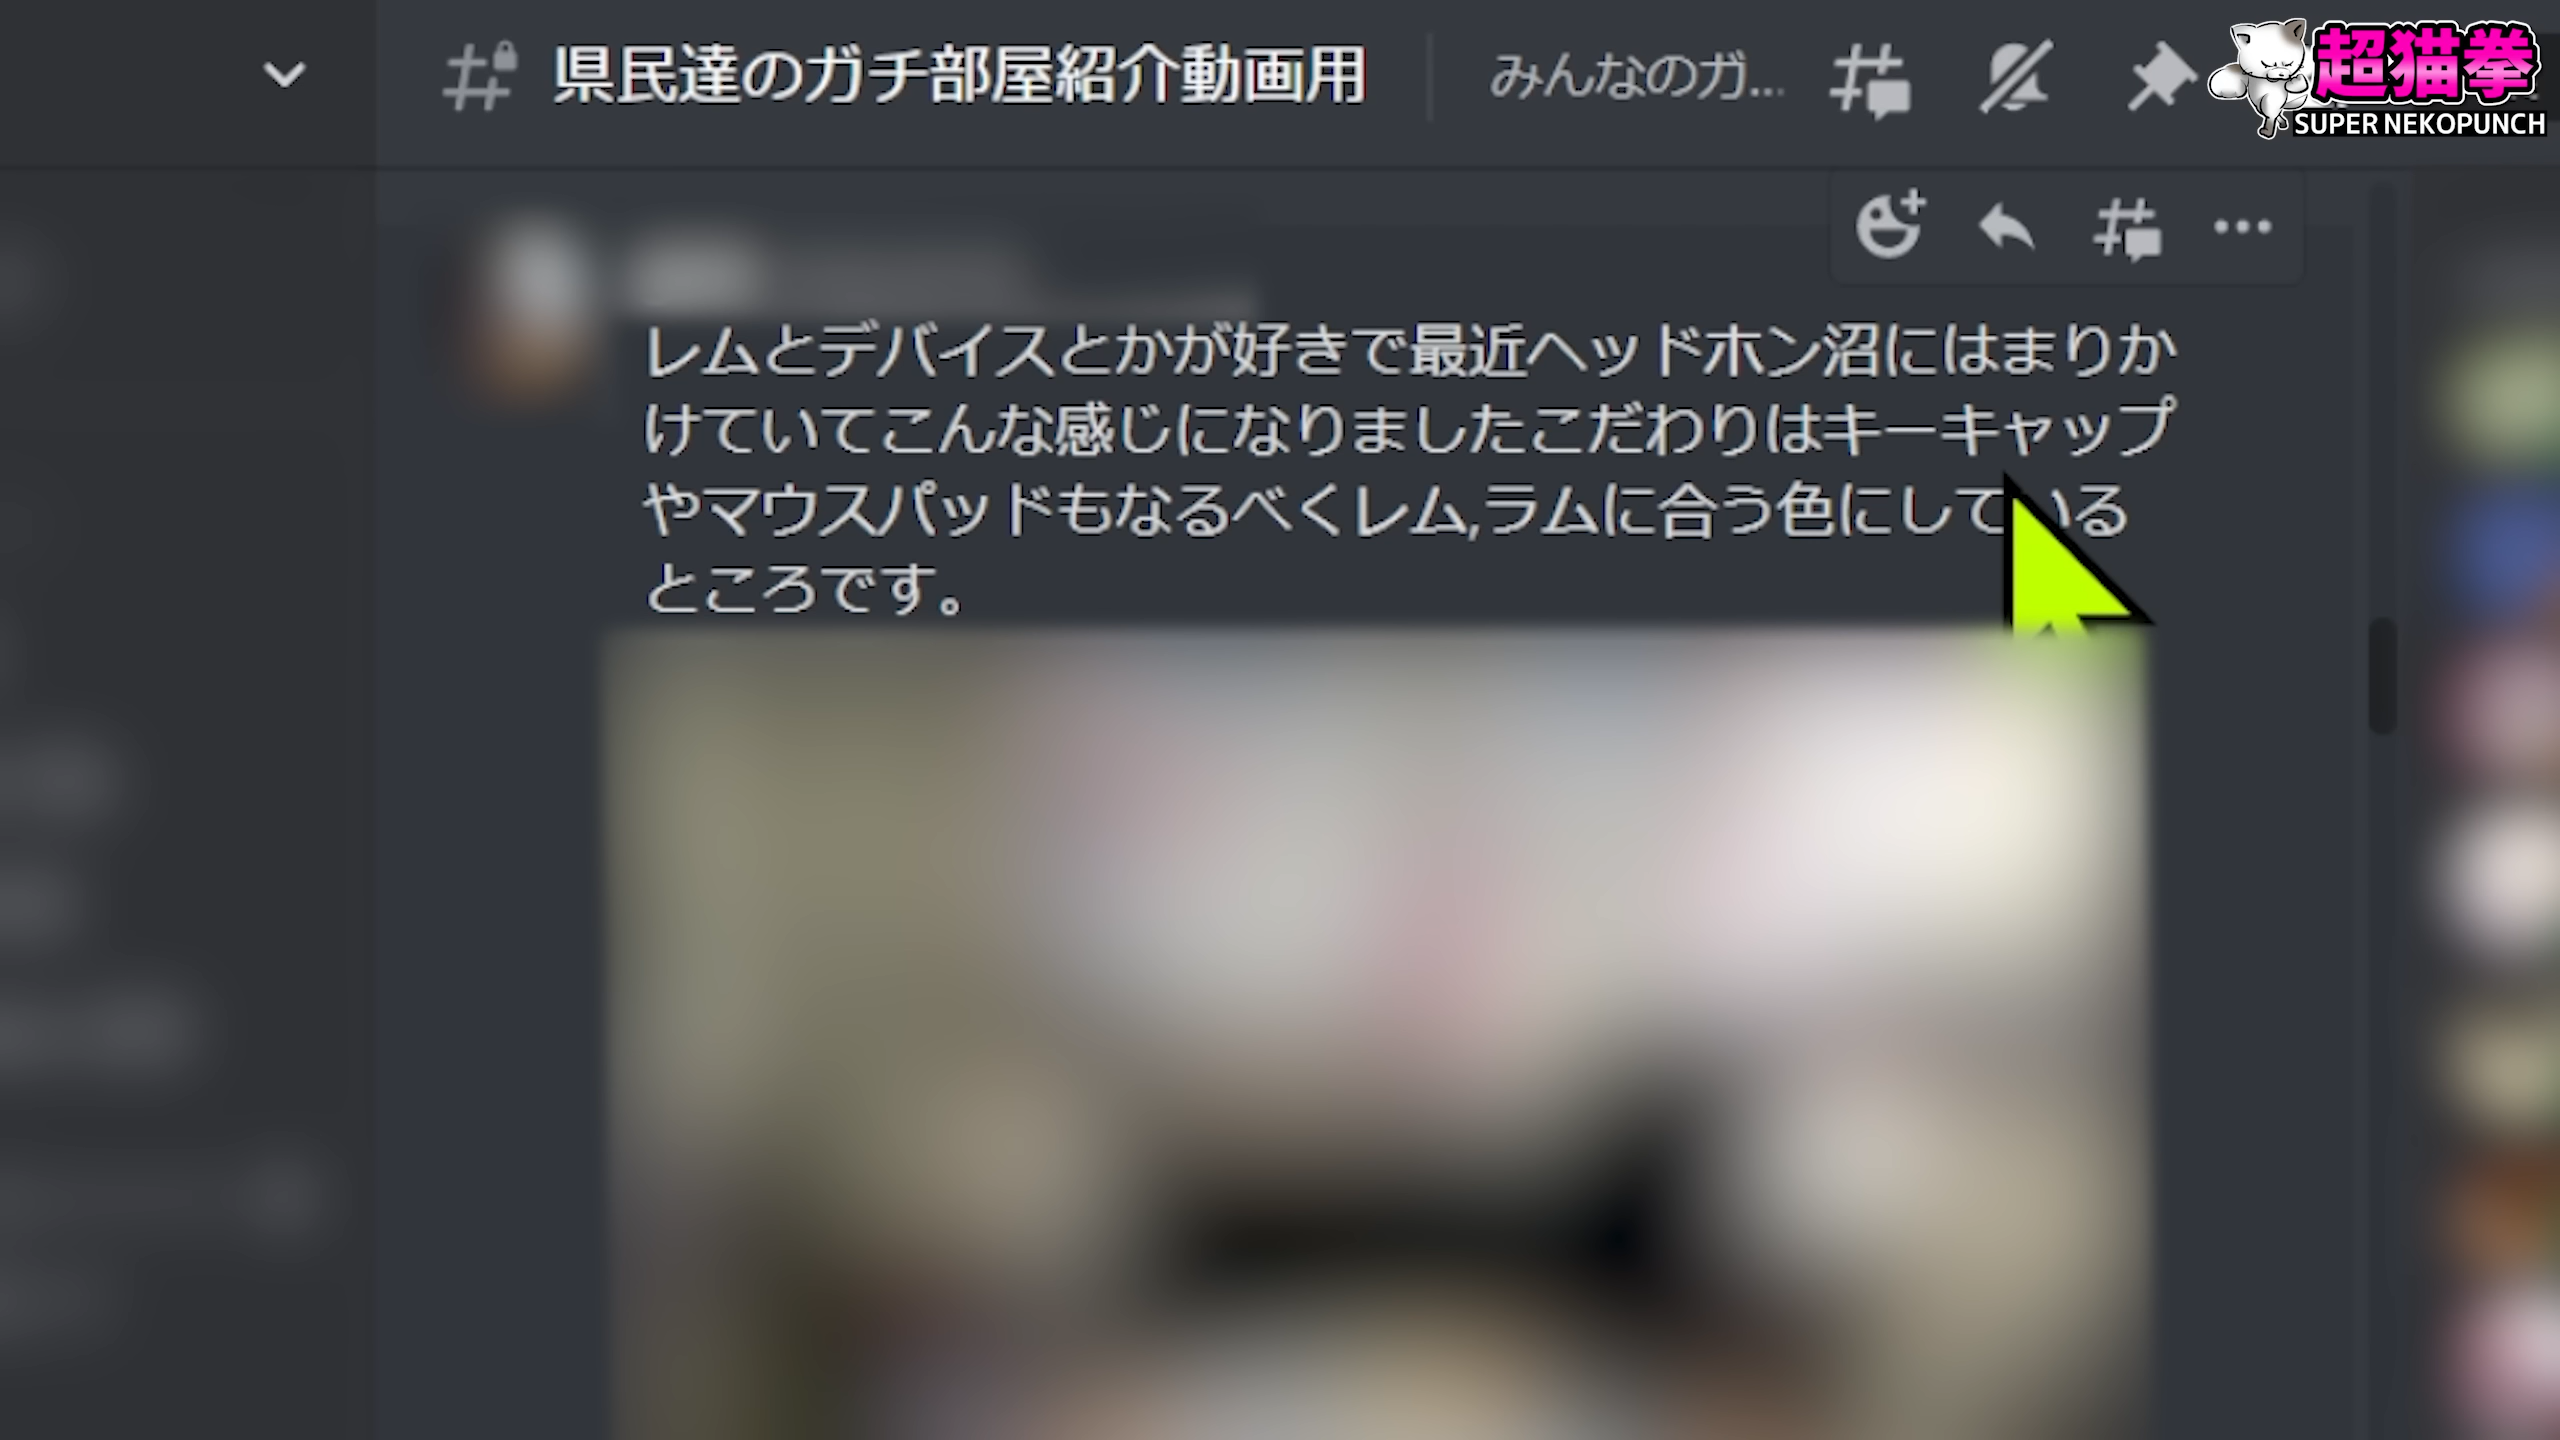 県民達のガチ部屋紹介動画用
みんなのガ...
超猫拳
SUPER NEKOPUNCH
レムとデバイスとかが好きで最近ヘッドホン沼にはまりか
けていてこんな感じになりましたこだわりはキーキャップ
やマウスパッドもなるべくレム,ラムに合う色にしている
ところです。